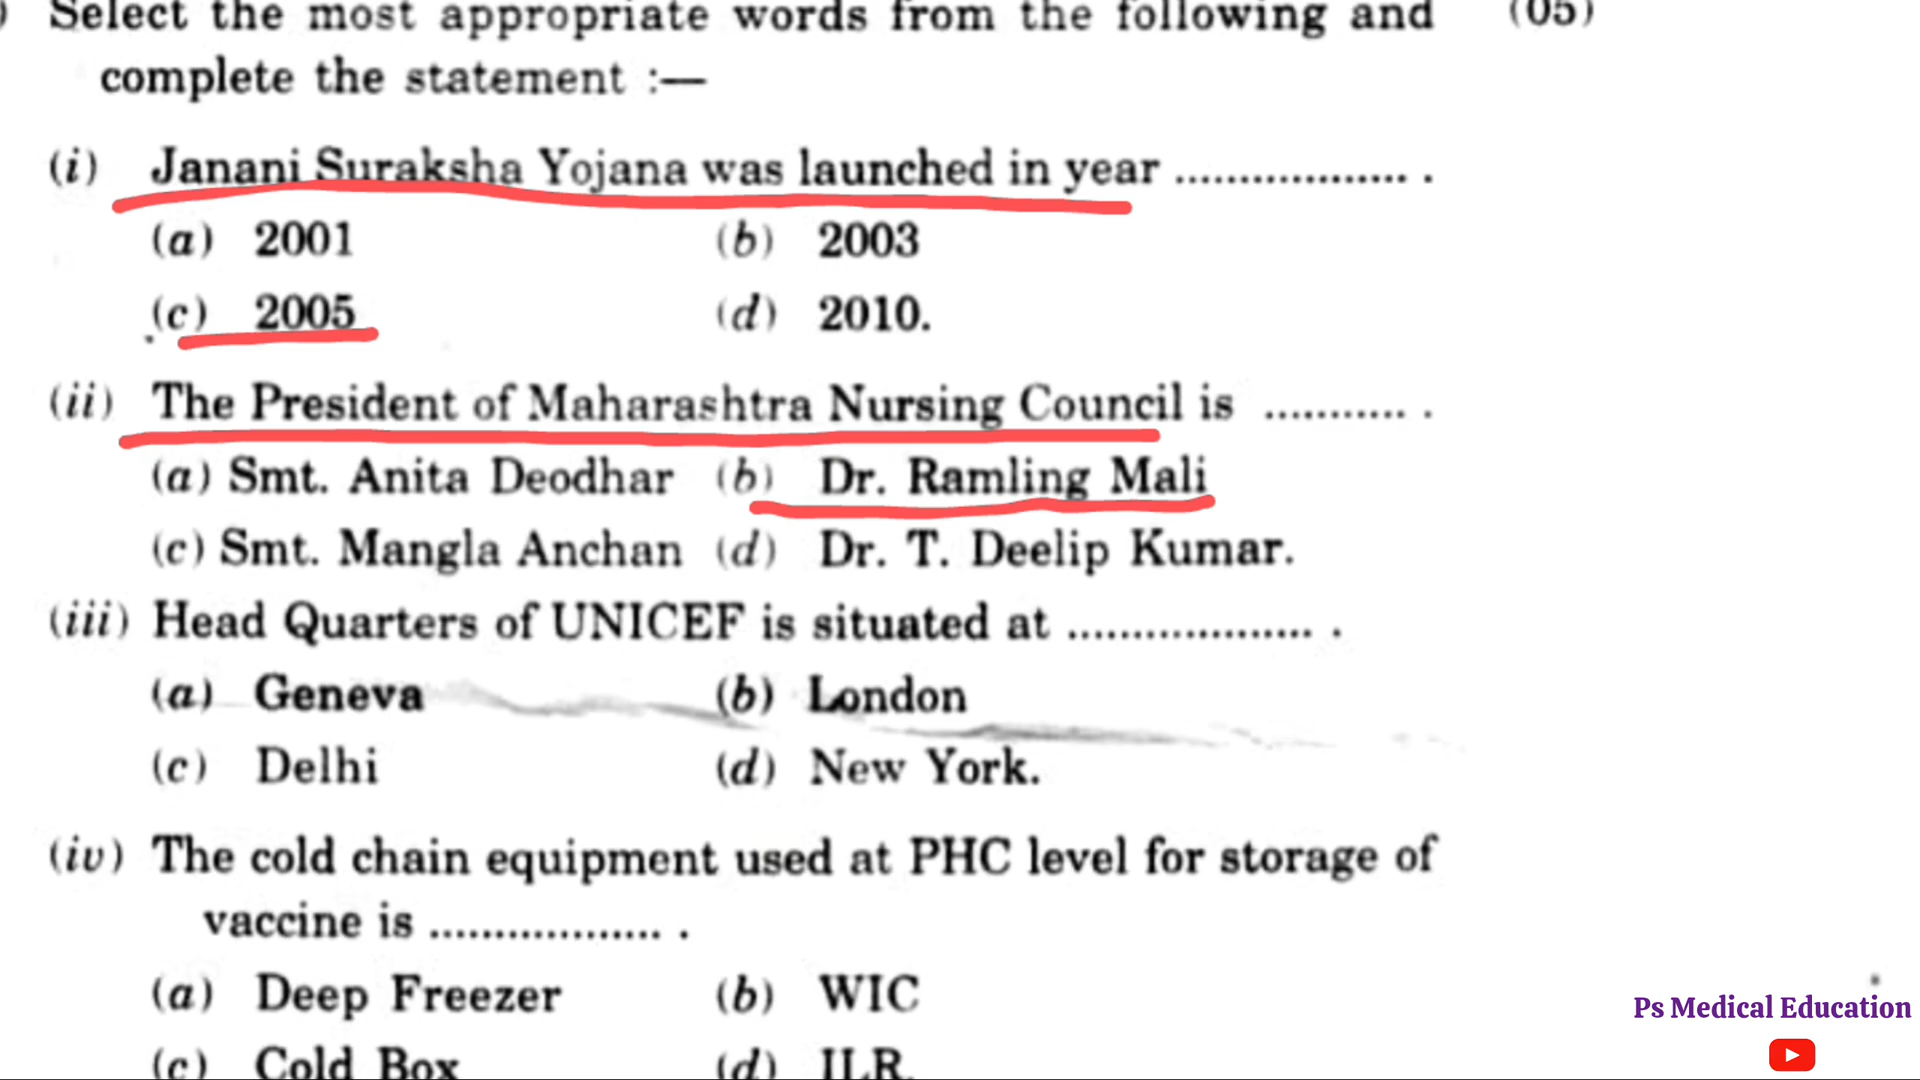 Select the most appropriate words from the following and (05)
complete the statement :—
(i) Janani Suraksha Yojana was launched in year .................. .
(a) 2001 (b) 2003
(c) 2005 (d) 2010.
(ii) The President of Maharashtra Nursing Council is ........... .
(a) Smt. Anita Deodhar (b) Dr. Ramling Mali
(c) Smt. Mangla Anchan (d) Dr. T. Deelip Kumar.
(iii) Head Quarters of UNICEF is situated at ................... .
(a) Geneva (b) London
(c) Delhi (d) New York.
(iv) The cold chain equipment used at PHC level for storage of
vaccine is .................. .
(a) Deep Freezer (b) WIC
(c) Cold Box (d) ILR.
Ps Medical Education